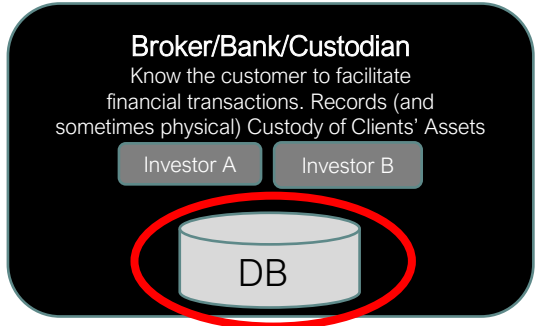 Broker/Bank/Custodian
Know the customer to facilitate
financial transactions. Records (and
sometimes physical) Custody of Clients’ Assets
Investor A
Investor B
DB